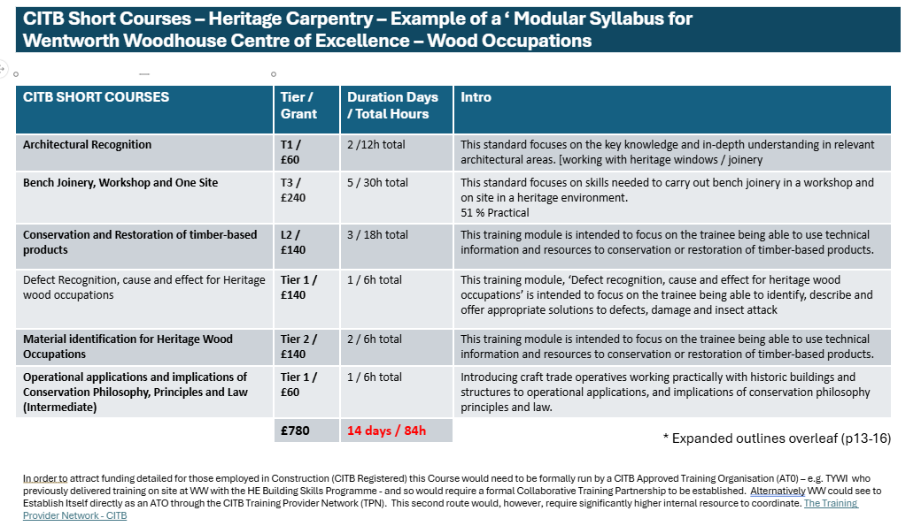 CITB Short Courses – Heritage Carpentry – Example of a ‘ Modular Syllabus for
Wentworth Woodhouse Centre of Excellence – Wood Occupations
CITB SHORT COURSES
Tier /
Grant
Duration Days
/ Total Hours
Intro
Architectural Recognition
T1 /
£60
2 /12h total
This standard focuses on the key knowledge and in-depth understanding in relevant
architectural areas. [working with heritage windows / joinery
Bench Joinery, Workshop and One Site
T3 /
£240
5 / 30h total
This standard focuses on skills needed to carry out bench joinery in a workshop and
on site in a heritage environment.
51 % Practical
Conservation and Restoration of timber-based
products
L2 /
£140
3 / 18h total
This training module is intended to focus on the trainee being able to use technical
information and resources to conservation or restoration of timber-based products.
Defect Recognition, cause and effect for Heritage
wood occupations
Tier 1 /
£140
1 / 6h total
This training module, ‘Defect recognition, cause and effect for heritage wood
occupations’ is intended to focus on the trainee being able to identify, describe and
offer appropriate solutions to defects, damage and insect attack
Material identification for Heritage Wood
Occupations
Tier 2 /
£140
2 / 6h total
This training module is intended to focus on the trainee being able to use technical
information and resources to conservation or restoration of timber-based products.
Operational applications and implications of
Conservation Philosophy, Principles and Law
(Intermediate)
Tier 1 /
£60
1 / 6h total
Introducing craft trade operatives working practically with historic buildings and
structures to operational applications, and implications of conservation philosophy
principles and law.
£780
14 days / 84h
* Expanded outlines overleaf (p13-16)
In order to attract funding detailed for those employed in Construction (CITB Registered) this Course would need to be formally run by a CITB Approved Training Organisation (ATO) – e.g. TYWI who
previously delivered training on site at WW with the HE Building Skills Programme - and so would require a formal Collaborative Training Partnership to be established. Alternatively WW could see to
Establish Itself directly as an ATO through the CITB Training Provider Network (TPN). This second route would, however, require significantly higher internal resource to coordinate. The Training
Provider Network - CITB